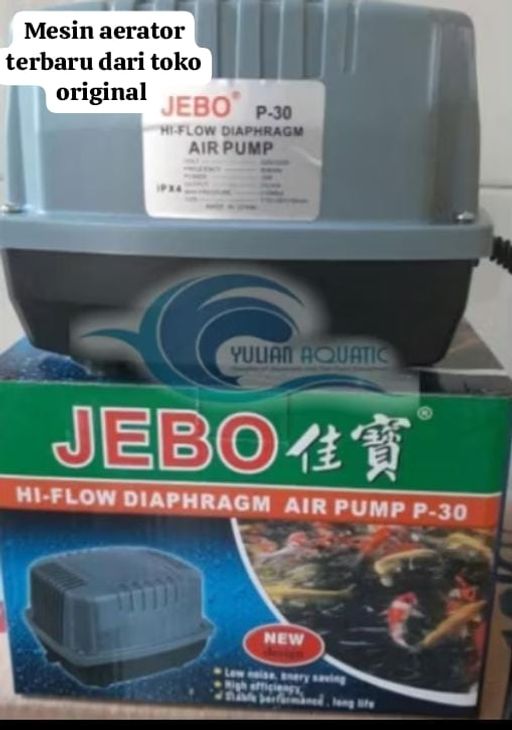 Mesin aerator
terbaru dari toko
original
JEBO® P-30
HI-FLOW DIAPHRAGM
AIR PUMP
IPX4
YULIAN AQUATIC
JEBO 佳寶®
HI-FLOW DIAPHRAGM AIR PUMP P-30
NEW
design
Low noise, enery saving
High efficiency
Stable performance, long life